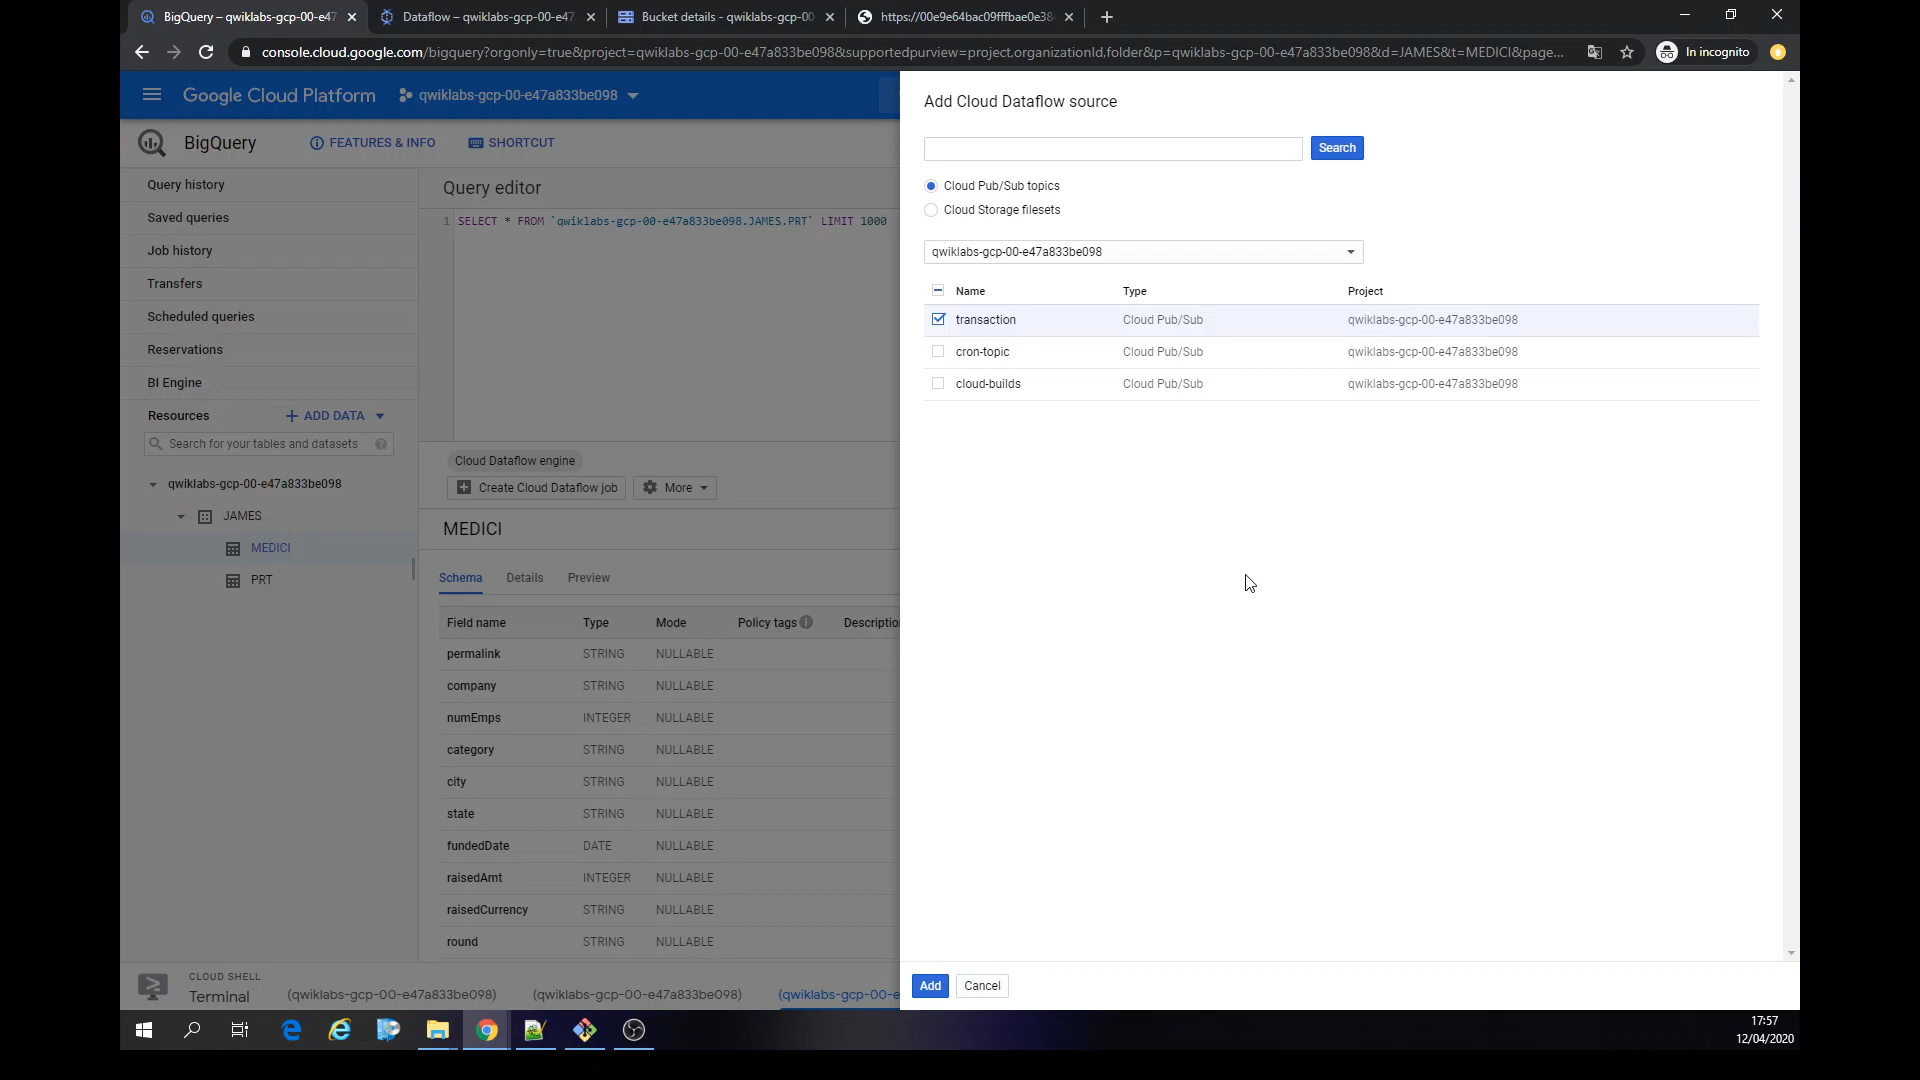 BigQuery – qwiklabs-gcp-00-e47
Dataflow – qwiklabs-gcp-00-e47
Bucket details - qwiklabs-gcp-00
https://00e9e64bac09fffbae0e384
console.cloud.google.com/bigquery?orgonly=true&project=qwiklabs-gcp-00-e47a833be098&supportedpurview=project,organizationId,folder&p=qwiklabs-gcp-00-e47a833be098&d=JAMES&t=MEDICI&page...
In incognito
Google Cloud Platform
qwiklabs-gcp-00-e47a833be098
BigQuery
FEATURES & INFO
SHORTCUT
Query history
Saved queries
Job history
Transfers
Scheduled queries
Reservations
BI Engine
Resources
ADD DATA
Search for your tables and datasets
qwiklabs-gcp-00-e47a833be098
JAMES
MEDICI
PRT
Query editor
1 SELECT * FROM `qwiklabs-gcp-00-e47a833be098.JAMES.PRT` LIMIT 1000
Cloud Dataflow engine
Create Cloud Dataflow job
More
MEDICI
Schema Details Preview
Field name Type Mode Policy tags Description
permalink STRING NULLABLE
company STRING NULLABLE
numEmps INTEGER NULLABLE
category STRING NULLABLE
city STRING NULLABLE
state STRING NULLABLE
fundedDate DATE NULLABLE
raisedAmt INTEGER NULLABLE
raisedCurrency STRING NULLABLE
round STRING NULLABLE
CLOUD SHELL
Terminal
(qwiklabs-gcp-00-e47a833be098)
(qwiklabs-gcp-00-e47a833be098)
(qwiklabs-gcp-00-e
Add Cloud Dataflow source
Search
Cloud Pub/Sub topics
Cloud Storage filesets
qwiklabs-gcp-00-e47a833be098
Name Type Project
transaction Cloud Pub/Sub qwiklabs-gcp-00-e47a833be098
cron-topic Cloud Pub/Sub qwiklabs-gcp-00-e47a833be098
cloud-builds Cloud Pub/Sub qwiklabs-gcp-00-e47a833be098
Add
Cancel
17:57
12/04/2020